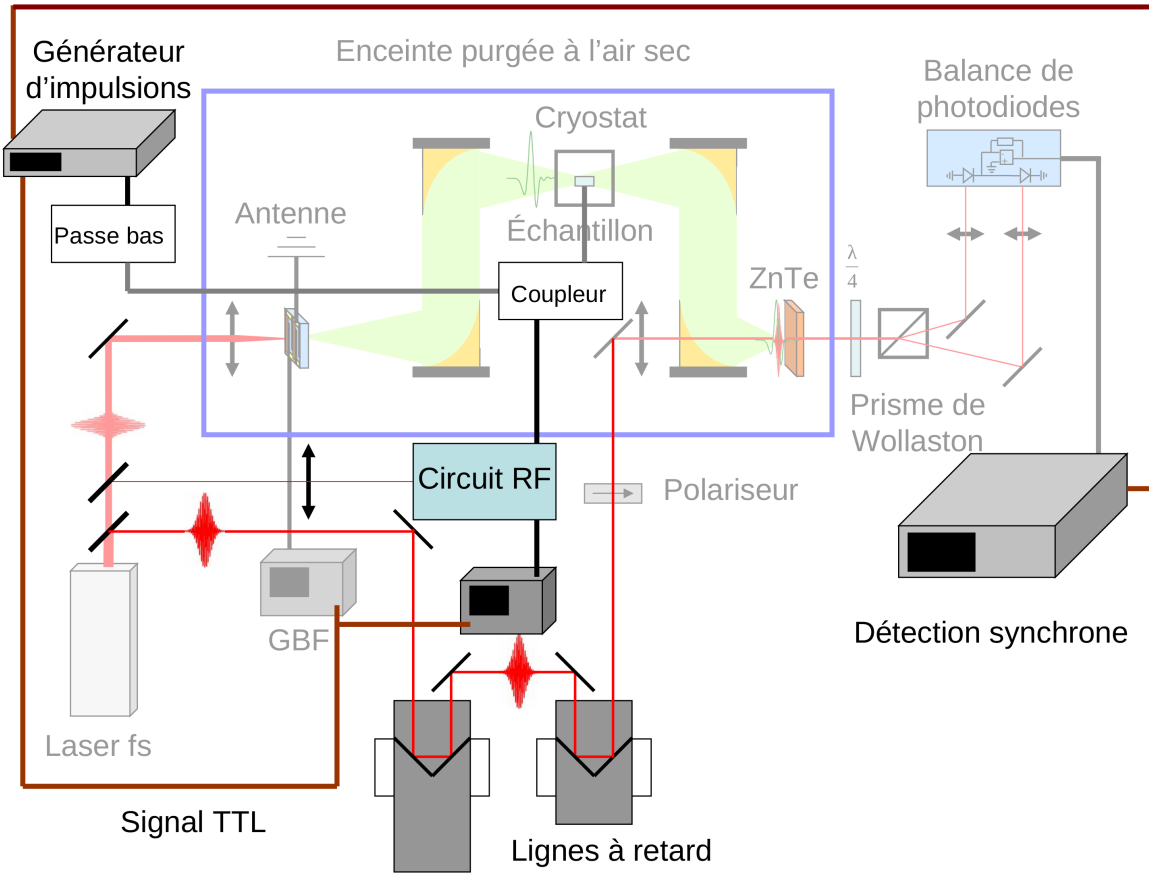 Générateur
d’impulsions
Enceinte purgée à l’air sec
Balance de
photodiodes
Cryostat
Antenne
Passe bas
Échantillon
Coupleur
ZnTe
λ
4
Prisme de
Wollaston
Circuit RF
Polariseur
GBF
Détection synchrone
Laser fs
Signal TTL
Lignes à retard